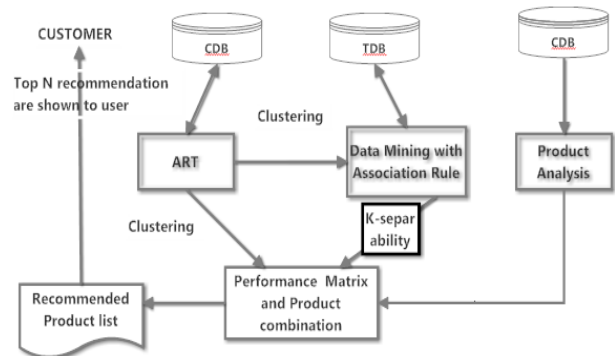 CUSTOMER
CDB
TDB
CDB
Top N recommendation
are shown to user
Clustering
ART
Data Mining with
Association Rule
Product
Analysis
K-separ
ability
Clustering
Performance Matrix
and Product
combination
Recommended
Product list